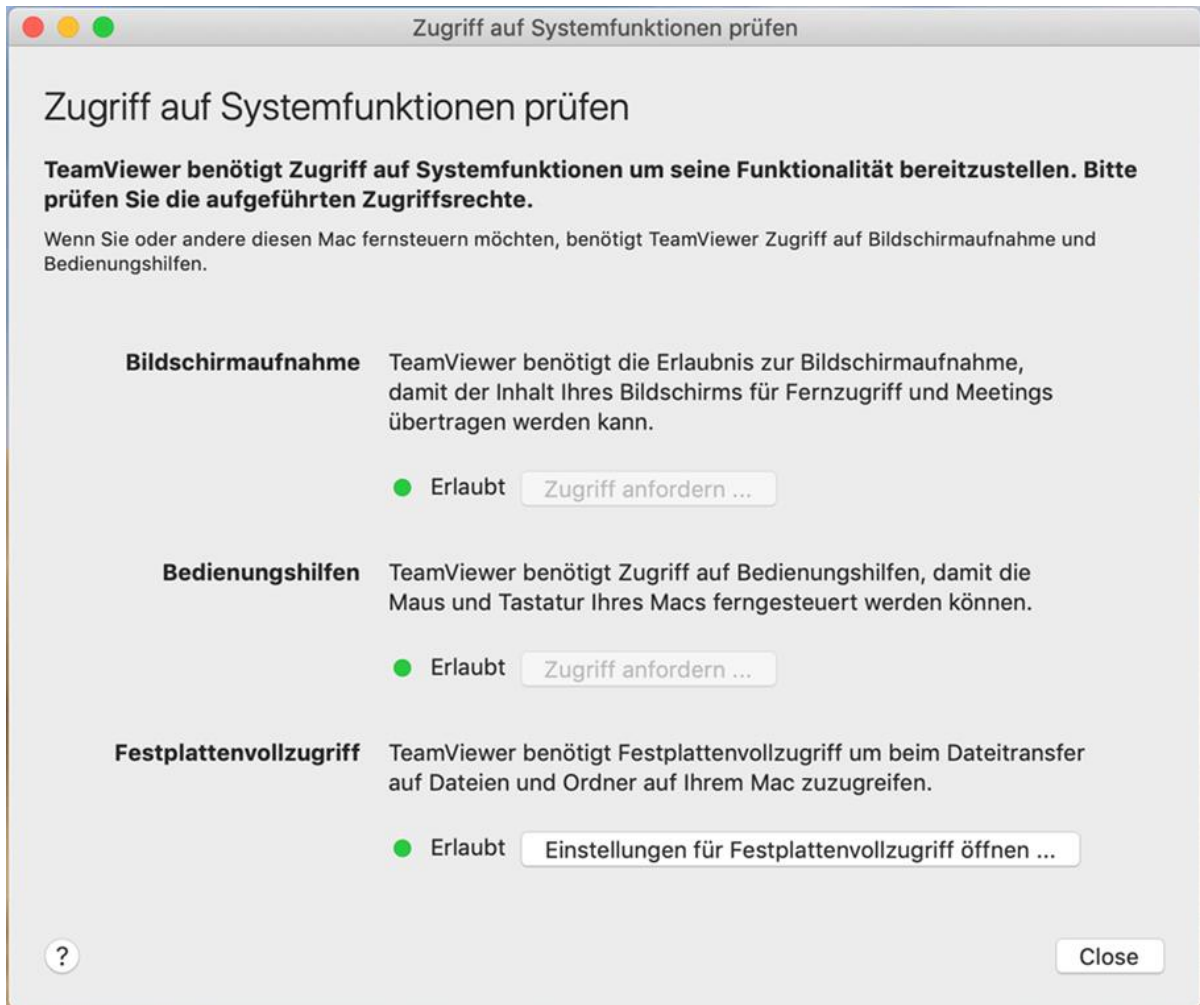 Zugriff auf Systemfunktionen prüfen
Zugriff auf Systemfunktionen prüfen
TeamViewer benötigt Zugriff auf Systemfunktionen um seine Funktionalität bereitzustellen. Bitte
prüfen Sie die aufgeführten Zugriffsrechte.
Wenn Sie oder andere diesen Mac fernsteuern möchten, benötigt TeamViewer Zugriff auf Bildschirmaufnahme und
Bedienungshilfen.
Bildschirmaufnahme TeamViewer benötigt die Erlaubnis zur Bildschirmaufnahme,
damit der Inhalt Ihres Bildschirms für Fernzugriff und Meetings
übertragen werden kann.
Erlaubt Zugriff anfordern ...
Bedienungshilfen TeamViewer benötigt Zugriff auf Bedienungshilfen, damit die
Maus und Tastatur Ihres Macs ferngesteuert werden können.
Erlaubt Zugriff anfordern ...
Festplattenvollzugriff TeamViewer benötigt Festplattenvollzugriff um beim Dateitransfer
auf Dateien und Ordner auf Ihrem Mac zuzugreifen.
Erlaubt Einstellungen für Festplattenvollzugriff öffnen ...
? Close